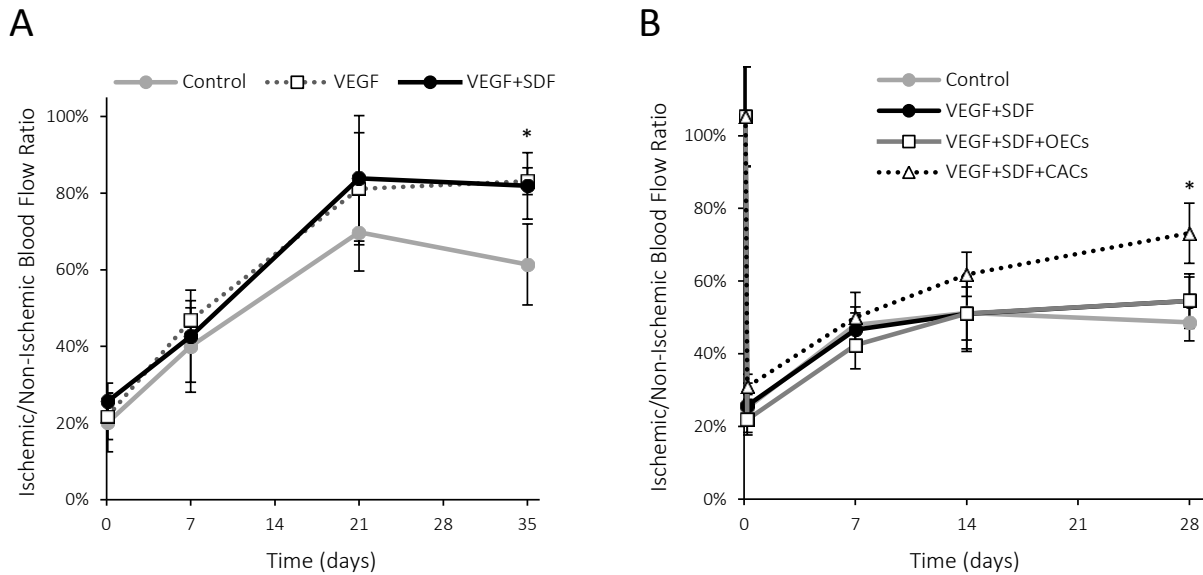 A
Control VEGF VEGF+SDF
Ischemic/Non-Ischemic Blood Flow Ratio
100%
80%
60%
40%
20%
0%
*
0 7 14 21 28 35
Time (days)
B
Control
VEGF+SDF
VEGF+SDF+OECs
VEGF+SDF+CACs
Ischemic/Non-Ischemic Blood Flow Ratio
100%
80%
60%
40%
20%
0%
*
0 7 14 21 28
Time (days)